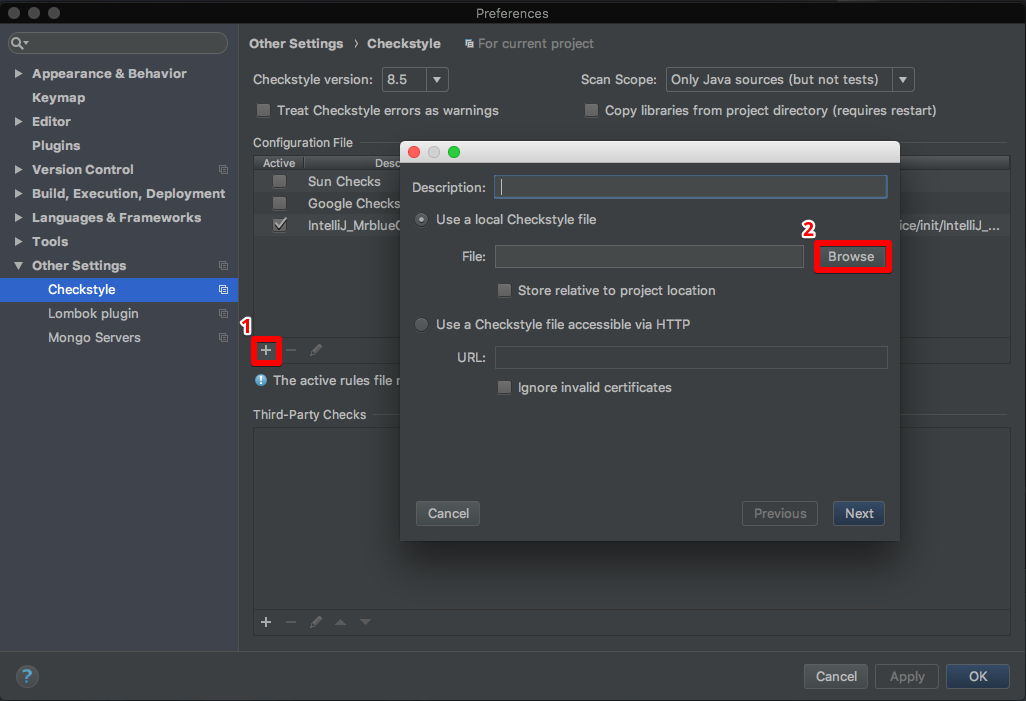 Preferences
Other Settings › Checkstyle For current project
Appearance & Behavior
Keymap
Editor
Plugins
Version Control
Build, Execution, Deployment
Languages & Frameworks
Tools
Other Settings
Checkstyle
Lombok plugin
Mongo Servers
Checkstyle version: 8.5
Scan Scope: Only Java sources (but not tests)
Treat Checkstyle errors as warnings
Copy libraries from project directory (requires restart)
Configuration File
Active Desc
Sun Checks
Google Checks
IntelliJ_Mrblue ice/init/IntelliJ_...
1
The active rules file
Third-Party Checks
Description:
Use a local Checkstyle file
2
File: Browse
Store relative to project location
Use a Checkstyle file accessible via HTTP
URL:
Ignore invalid certificates
Cancel Previous Next
? Cancel Apply OK